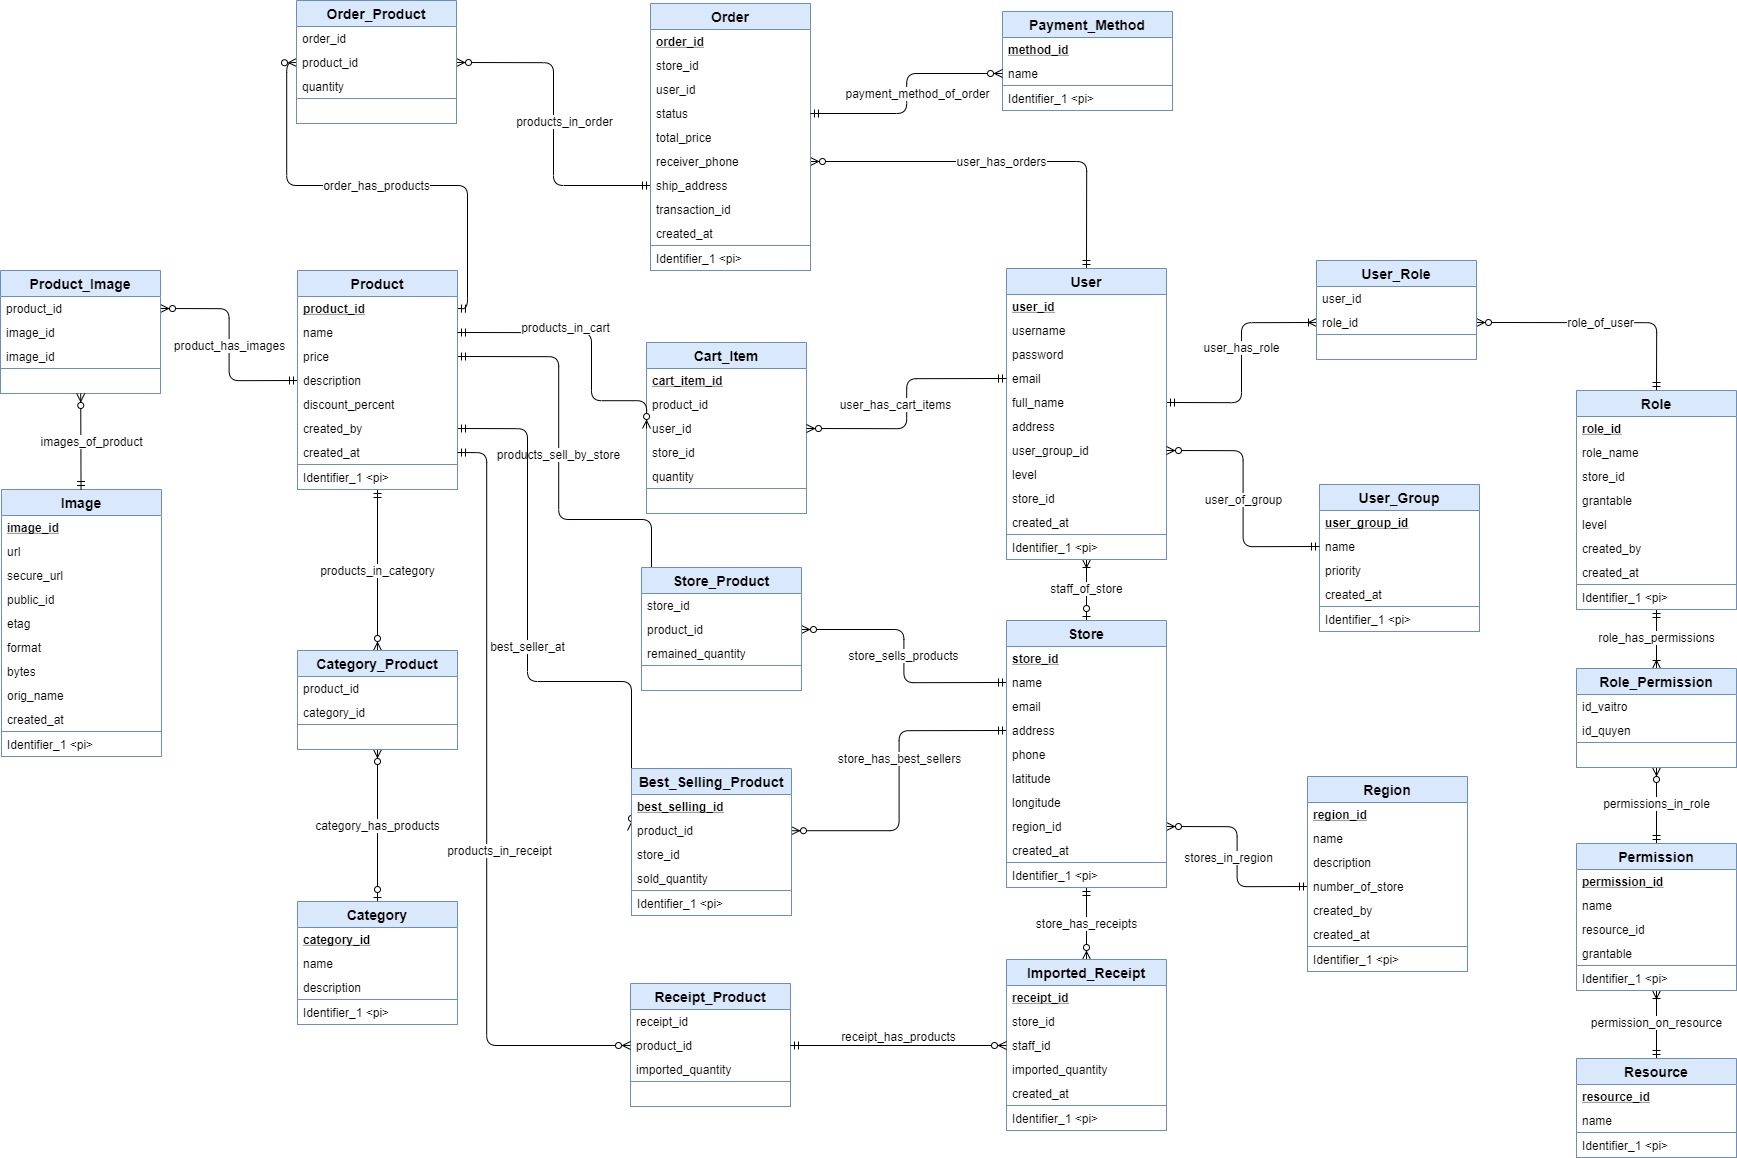 Order_Product
order_id
product_id
quantity
Order
order_id
store_id
user_id
status
total_price
receiver_phone
ship_address
transaction_id
created_at
Identifier_1 <pi>
Payment_Method
method_id
name
Identifier_1 <pi>
payment_method_of_order
products_in_order
user_has_orders
order_has_products
Product_Image
product_id
image_id
image_id
product_has_images
images_of_product
Image
image_id
url
secure_url
public_id
etag
format
bytes
orig_name
created_at
Identifier_1 <pi>
Product
product_id
name
price
description
discount_percent
created_by
created_at
Identifier_1 <pi>
products_in_cart
Cart_Item
cart_item_id
product_id
user_id
store_id
quantity
user_has_cart_items
products_sell_by_store
User
user_id
username
password
email
full_name
address
user_group_id
level
store_id
created_at
Identifier_1 <pi>
User_Role
user_id
role_id
user_has_role
role_of_user
Role
role_id
role_name
store_id
grantable
level
created_by
created_at
Identifier_1 <pi>
user_of_group
User_Group
user_group_id
name
priority
created_at
Identifier_1 <pi>
products_in_category
Store_Product
store_id
product_id
remained_quantity
staff_of_store
store_sells_products
best_seller_at
Store
store_id
name
email
address
phone
latitude
longitude
region_id
created_at
Identifier_1 <pi>
role_has_permissions
Role_Permission
id_vaitro
id_quyen
permissions_in_role
Category_Product
product_id
category_id
category_has_products
Category
category_id
name
description
Identifier_1 <pi>
store_has_best_sellers
Best_Selling_Product
best_selling_id
product_id
store_id
sold_quantity
Identifier_1 <pi>
products_in_receipt
stores_in_region
Region
region_id
name
description
number_of_store
created_by
created_at
Identifier_1 <pi>
Permission
permission_id
name
resource_id
grantable
Identifier_1 <pi>
store_has_receipts
Receipt_Product
receipt_id
product_id
imported_quantity
receipt_has_products
Imported_Receipt
receipt_id
store_id
staff_id
imported_quantity
created_at
Identifier_1 <pi>
permission_on_resource
Resource
resource_id
name
Identifier_1 <pi>